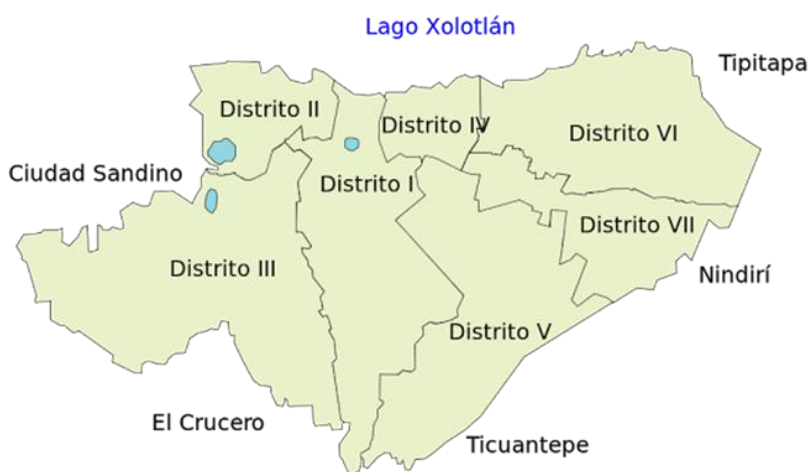 Lago Xolotlán
Tipitapa
Distrito II
Distrito IV
Distrito VI
Ciudad Sandino
Distrito I
Distrito VII
Distrito III
Nindirí
Distrito V
El Crucero
Ticuantepe